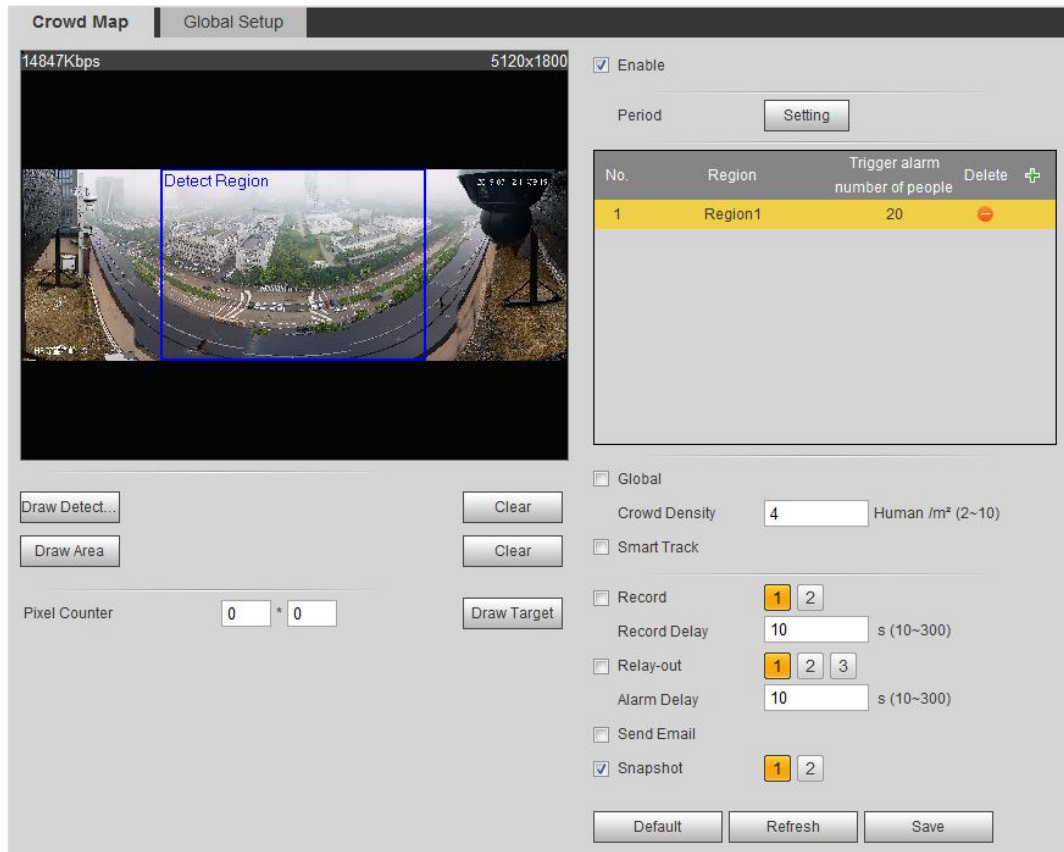 Crowd Map
Global Setup
14847Kbps
5120x1800
Detect Region
Enable
Period
Setting
No.
Region
Trigger alarm
number of people
Delete
1
Region1
20
Draw Detect...
Clear
Draw Area
Clear
Pixel Counter
0 * 0
Draw Target
Global
Crowd Density
4
Human /m² (2~10)
Smart Track
Record
1 2
Record Delay
10
s (10~300)
Relay-out
1 2 3
Alarm Delay
10
s (10~300)
Send Email
Snapshot
1 2
Default
Refresh
Save